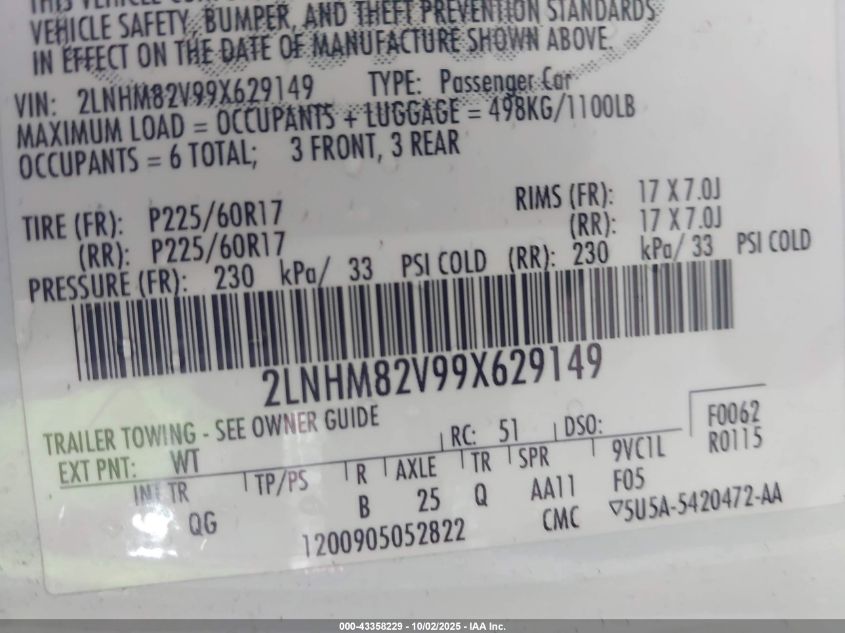 VEHICLE SAFETY, BUMPER, AND THEFT PREVENTION STANDARDS
IN EFFECT ON THE DATE OF MANUFACTURE SHOWN ABOVE.
VIN: 2LNHM82V99X629149 TYPE: Passenger Car
MAXIMUM LOAD = OCCUPANTS + LUGGAGE = 498KG/1100LB
OCCUPANTS = 6 TOTAL; 3 FRONT, 3 REAR
TIRE (FR): P225/60R17 RIMS (FR): 17 X 7.0J
(RR): P225/60R17 (RR): 17 X 7.0J
PRESSURE (FR): 230 kPa/ 33 PSI COLD (RR): 230 kPa/ 33 PSI COLD
2LNHM82V99X629149
TRAILER TOWING - SEE OWNER GUIDE
EXT PNT: WT RC: 51 DSO: F0062
R0115
INT TR TP/PS R AXLE TR SPR 9VC1L
QG B 25 Q AA11 F05
1200905052822 CMC ▽5U5A-5420472-AA
000-43358229 - 10/02/2025 - IAA Inc.